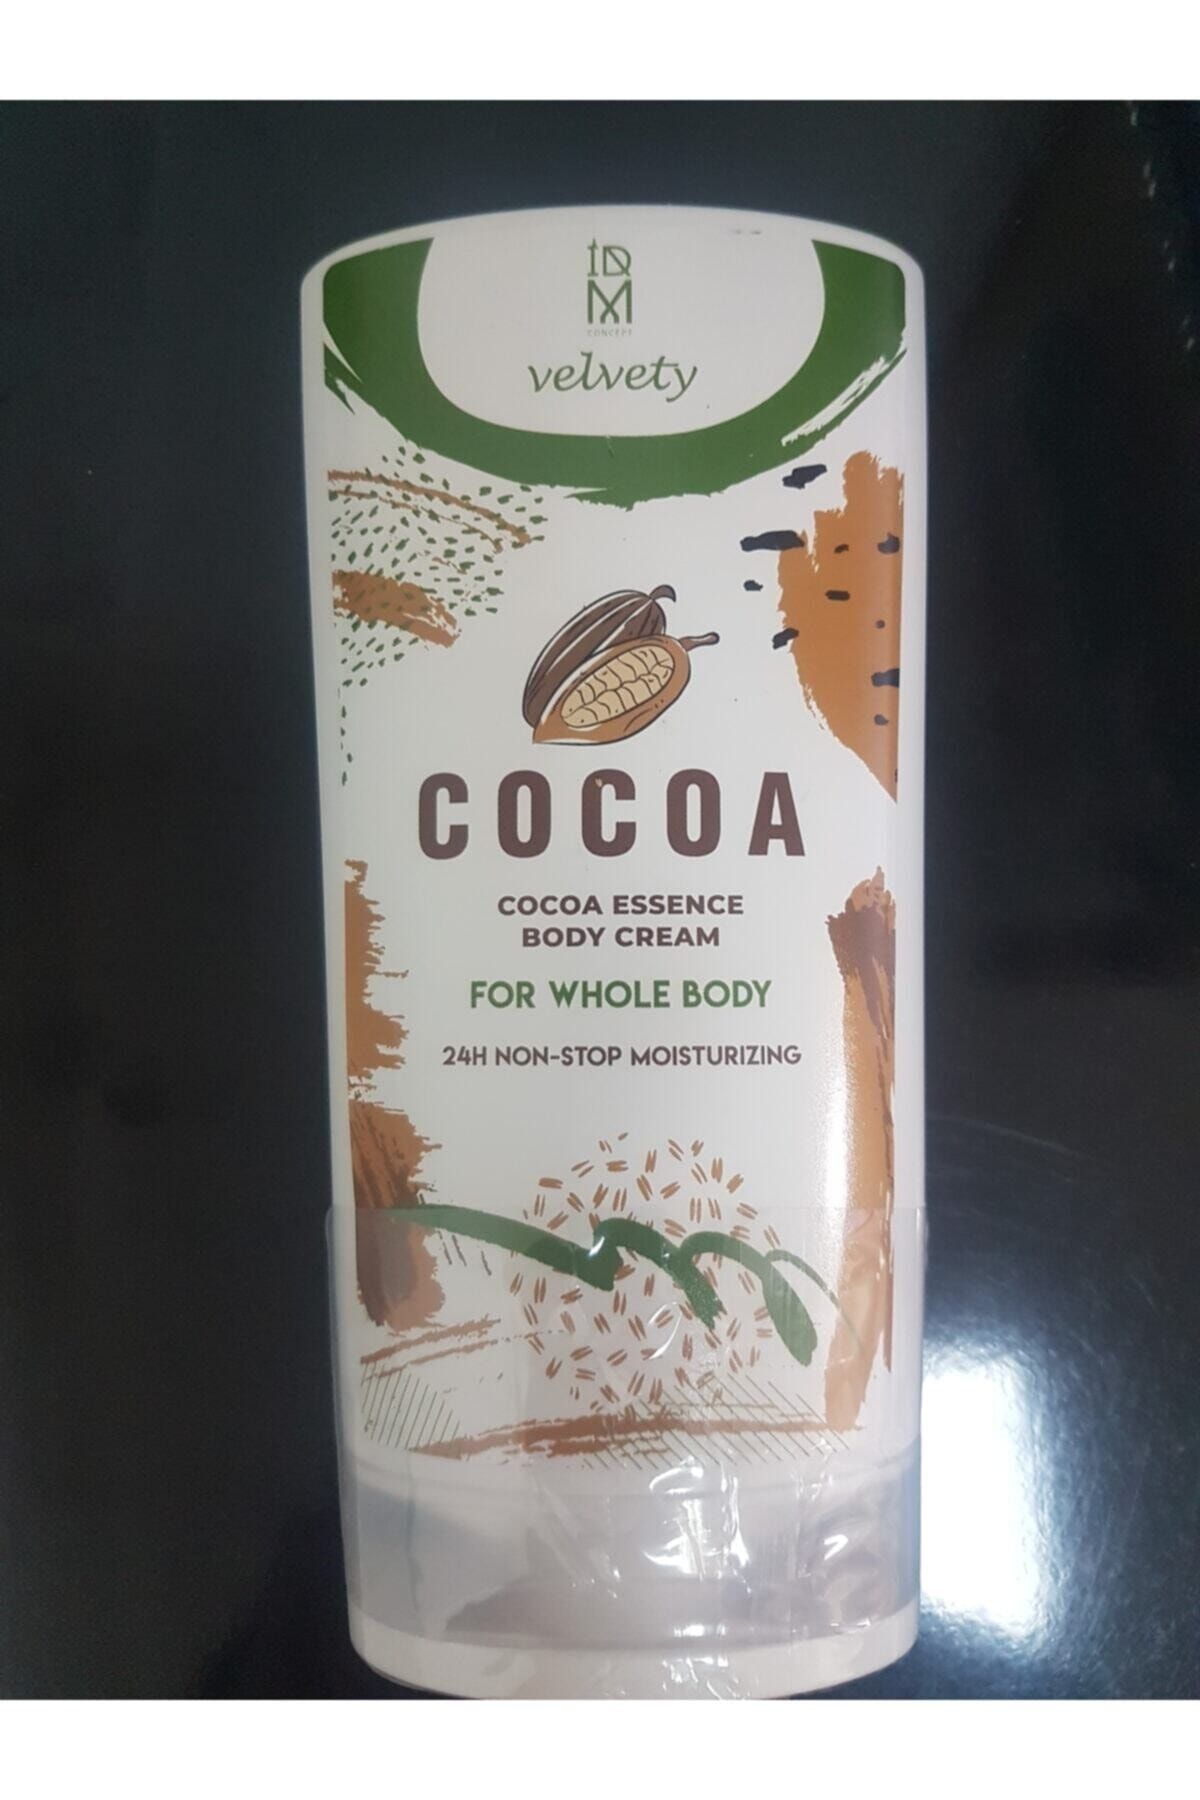 IDM
CONCEPT
velvety
COCOA
COCOA ESSENCE
BODY CREAM
FOR WHOLE BODY
24H NON-STOP MOISTURIZING